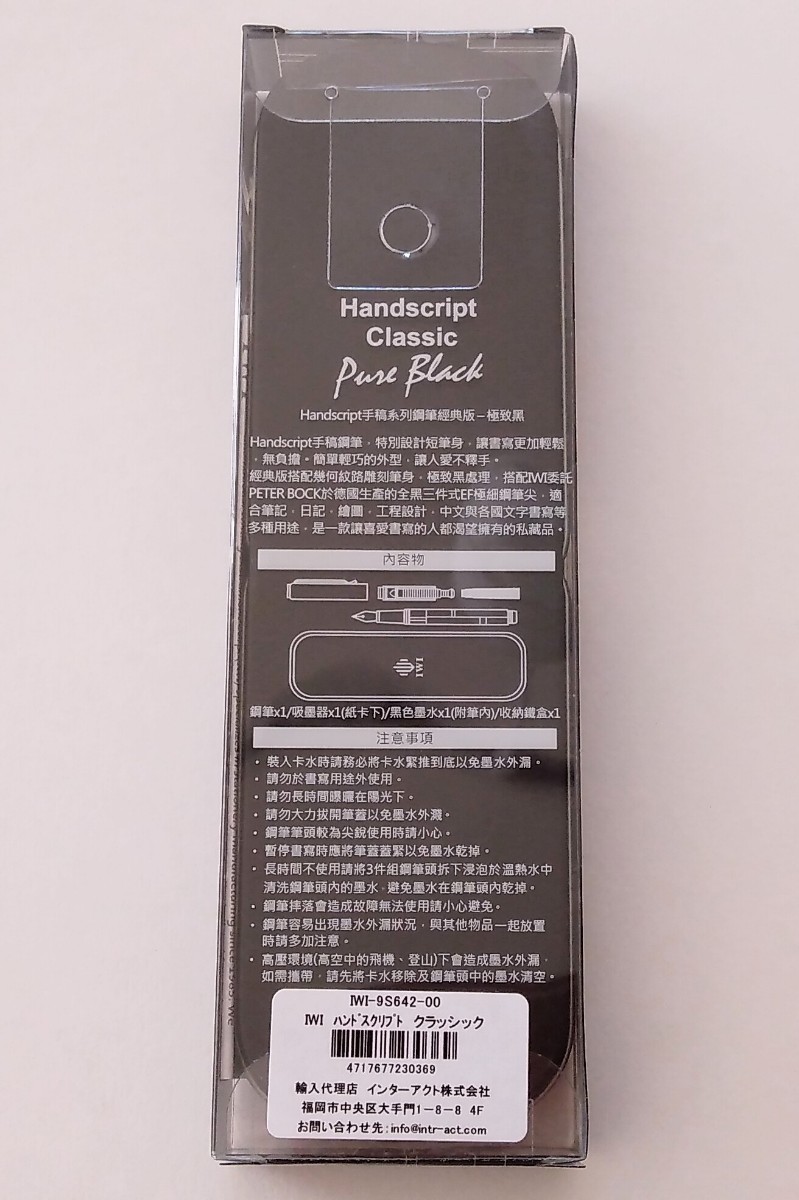 Handscript
Classic
Pure Black
Handscript手稿系列鋼筆經典版－極致黑
Handscript手稿鋼筆，特別設計短筆身，讓書寫更加輕鬆
，無負擔。簡單輕巧的外型，讓人愛不釋手。
經典版搭配幾何紋路雕刻筆身，極致黑處理，搭配IWI委託
PETER BOCK於德國生產的全黑三件式EF極細鋼筆尖，適
合筆記，日記，繪圖，工程設計，中文與各國文字書寫等
多種用途，是一款讓喜愛書寫的人都渴望擁有的私藏品。
內容物
IWI
鋼筆x1/吸墨器x1(紙卡下)/黑色墨水x1(附筆內)/收納鐵盒x1
注意事項
・裝入卡水時請務必將卡水緊推到底以免墨水外漏。
・請勿於書寫用途外使用。
・請勿長時間曝曬在陽光下。
・請勿大力拔開筆蓋以免墨水外濺。
・鋼筆筆頭較為尖銳使用時請小心。
・暫停書寫時應將筆蓋蓋緊以免墨水乾掉。
・長時間不使用請將3件組鋼筆頭拆下浸泡於溫熱水中
清洗鋼筆頭內的墨水，避免墨水在鋼筆頭內乾掉。
・鋼筆摔落會造成故障無法使用請小心避免。
・鋼筆容易出現墨水外漏狀況，與其他物品一起放置
時請多加注意。
・高壓環境(高空中的飛機、登山)下會造成墨水外漏，
如需攜帶，請先將卡水移除及鋼筆頭中的墨水清空。
manufacturing since 1985. We
IWI-9S642-00
IWI ハンドスクリプト クラッシック
4717677230369
輸入代理店 インターアクト株式会社
福岡市中央区大手門1－8－8 4F
お問い合わせ先:info@intr-act.com